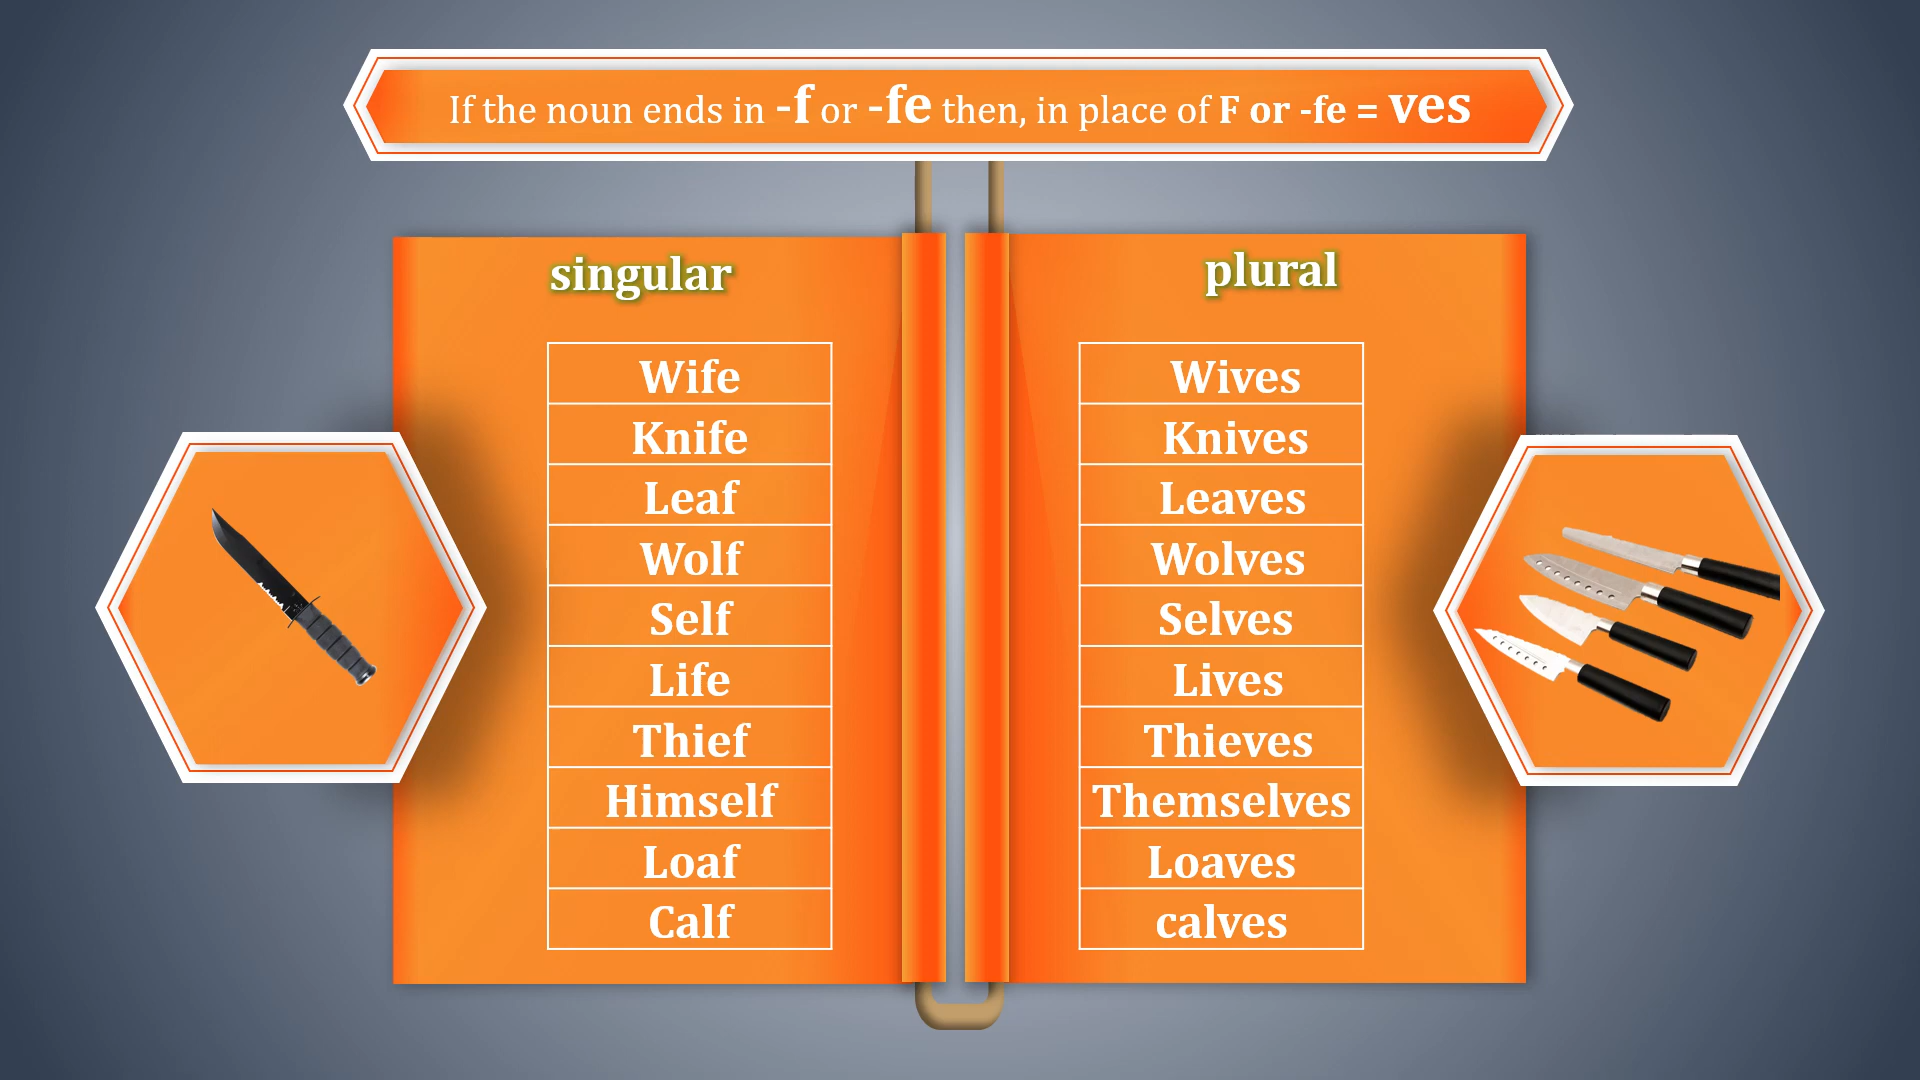 If the noun ends in -f or -fe then, in place of F or -fe = ves
singular
plural
Wife
Wives
Knife
Knives
Leaf
Leaves
Wolf
Wolves
Self
Selves
Life
Lives
Thief
Thieves
Himself
Themselves
Loaf
Loaves
Calf
calves